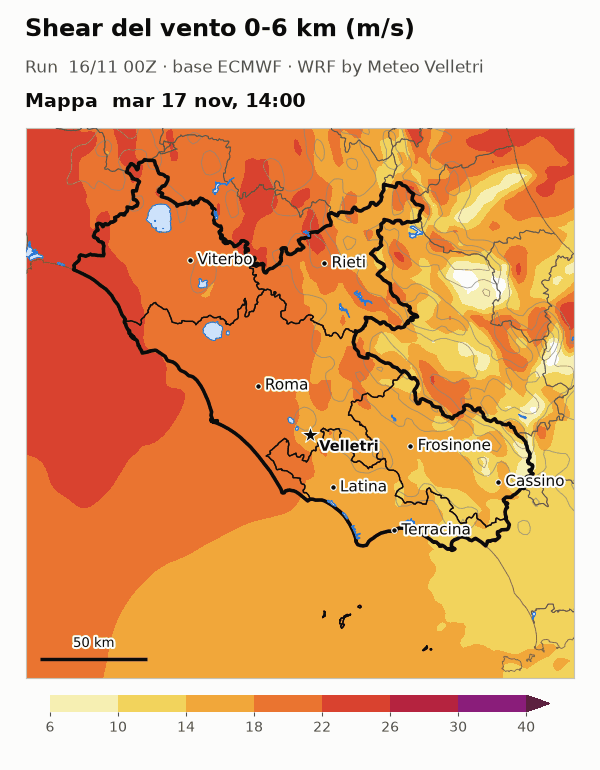 Shear del vento 0-6 km (m/s)
Run  16/11 00Z · base ECMWF · WRF by Meteo Velletri
Mappa  mar 17 nov, 14:00
Viterbo
Rieti
Roma
Velletri
Frosinone
Latina
Cassino
Terracina
50 km
6 10 14 18 22 26 30 40